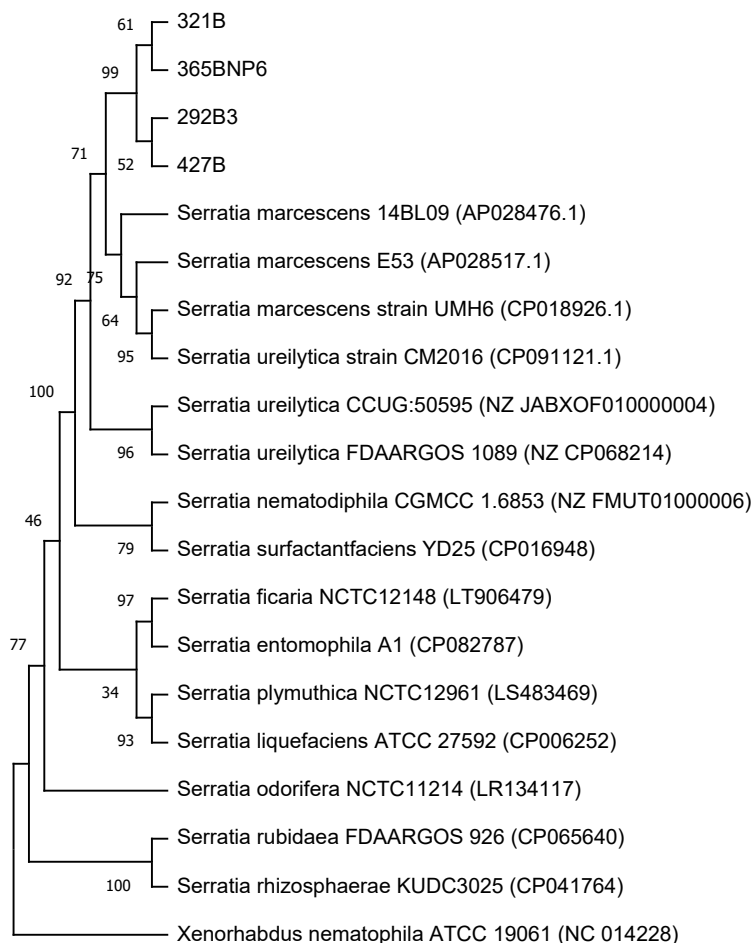 61
321B
365BNP6
99
292B3
71
52
427B
Serratia marcescens 14BL09 (AP028476.1)
Serratia marcescens E53 (AP028517.1)
92
75
Serratia marcescens strain UMH6 (CP018926.1)
64
95
Serratia ureilytica strain CM2016 (CP091121.1)
100
Serratia ureilytica CCUG:50595 (NZ JABXOF010000004)
96
Serratia ureilytica FDAARGOS 1089 (NZ CP068214)
Serratia nematodiphila CGMCC 1.6853 (NZ FMUT01000006)
46
79
Serratia surfactantfaciens YD25 (CP016948)
97
Serratia ficaria NCTC12148 (LT906479)
77
Serratia entomophila A1 (CP082787)
34
Serratia plymuthica NCTC12961 (LS483469)
93
Serratia liquefaciens ATCC 27592 (CP006252)
Serratia odorifera NCTC11214 (LR134117)
Serratia rubidaea FDAARGOS 926 (CP065640)
100
Serratia rhizosphaerae KUDC3025 (CP041764)
Xenorhabdus nematophila ATCC 19061 (NC 014228)